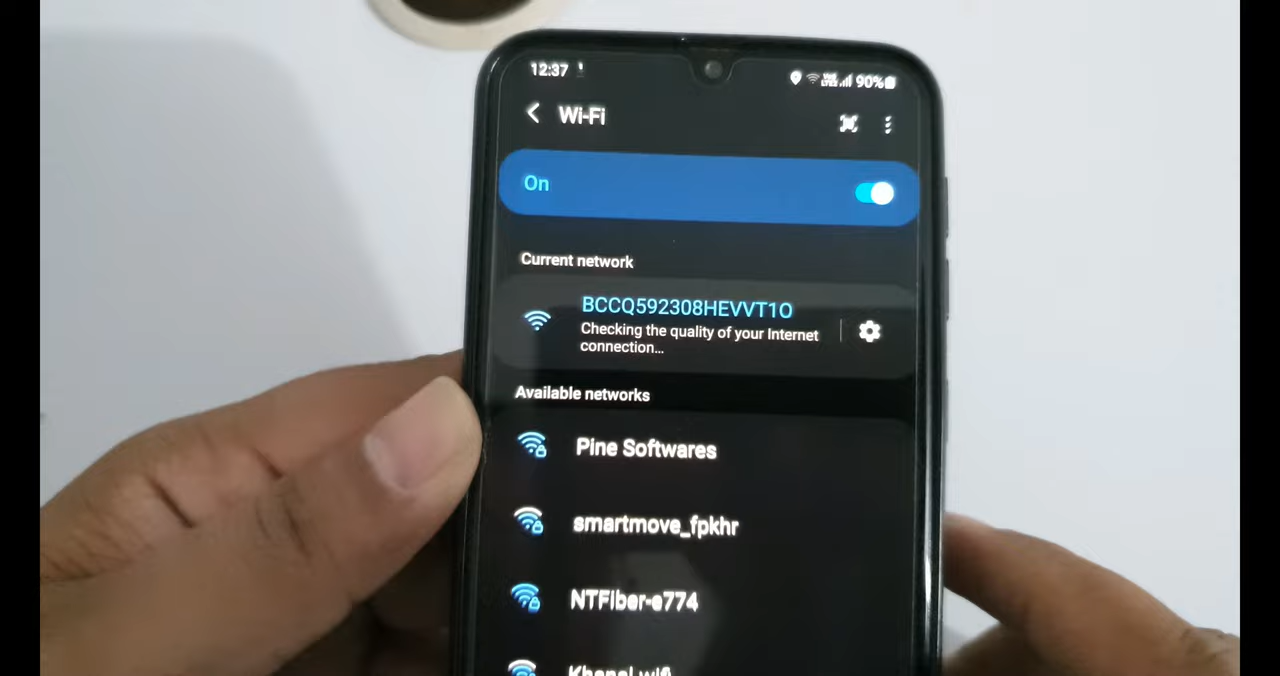 12:37
90%
Wi-Fi
On
Current network
BCCQ592308HEVVT1O
Checking the quality of your Internet
connection...
Available networks
Pine Softwares
smartmove_fpkhr
NTFiber-e774